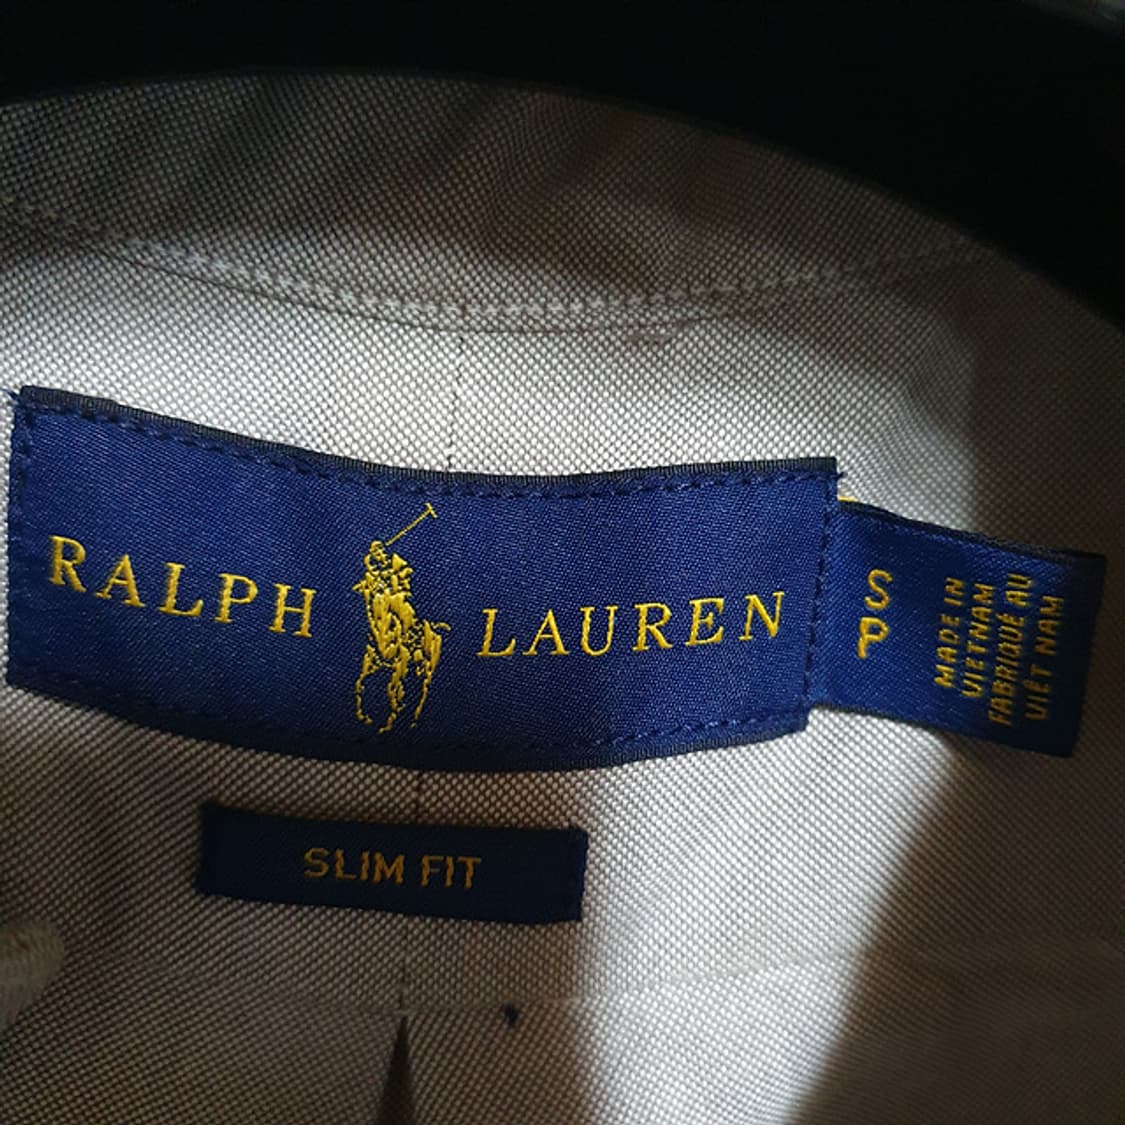 RALPH LAUREN
S
P
MADE IN
VIETNAM
FABRIQUÉ AU
VIÊT NAM
SLIM FIT